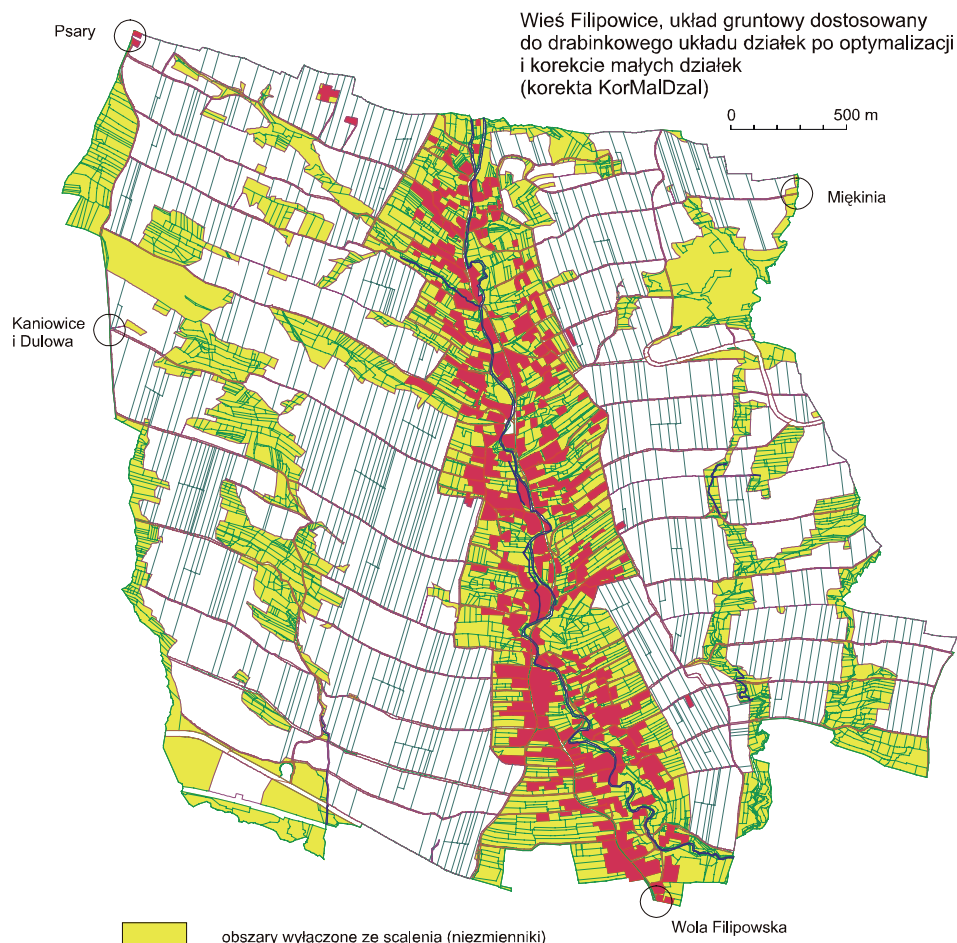 Psary
Wieś Filipowice, układ gruntowy dostosowany
do drabinkowego układu działek po optymalizacji
i korekcie małych działek
(korekta KorMalDzal)
0 500 m
Miękinia
Kaniowice
i Dulowa
Wola Filipowska
obszary wyłączone ze scalenia (niezmienniki)